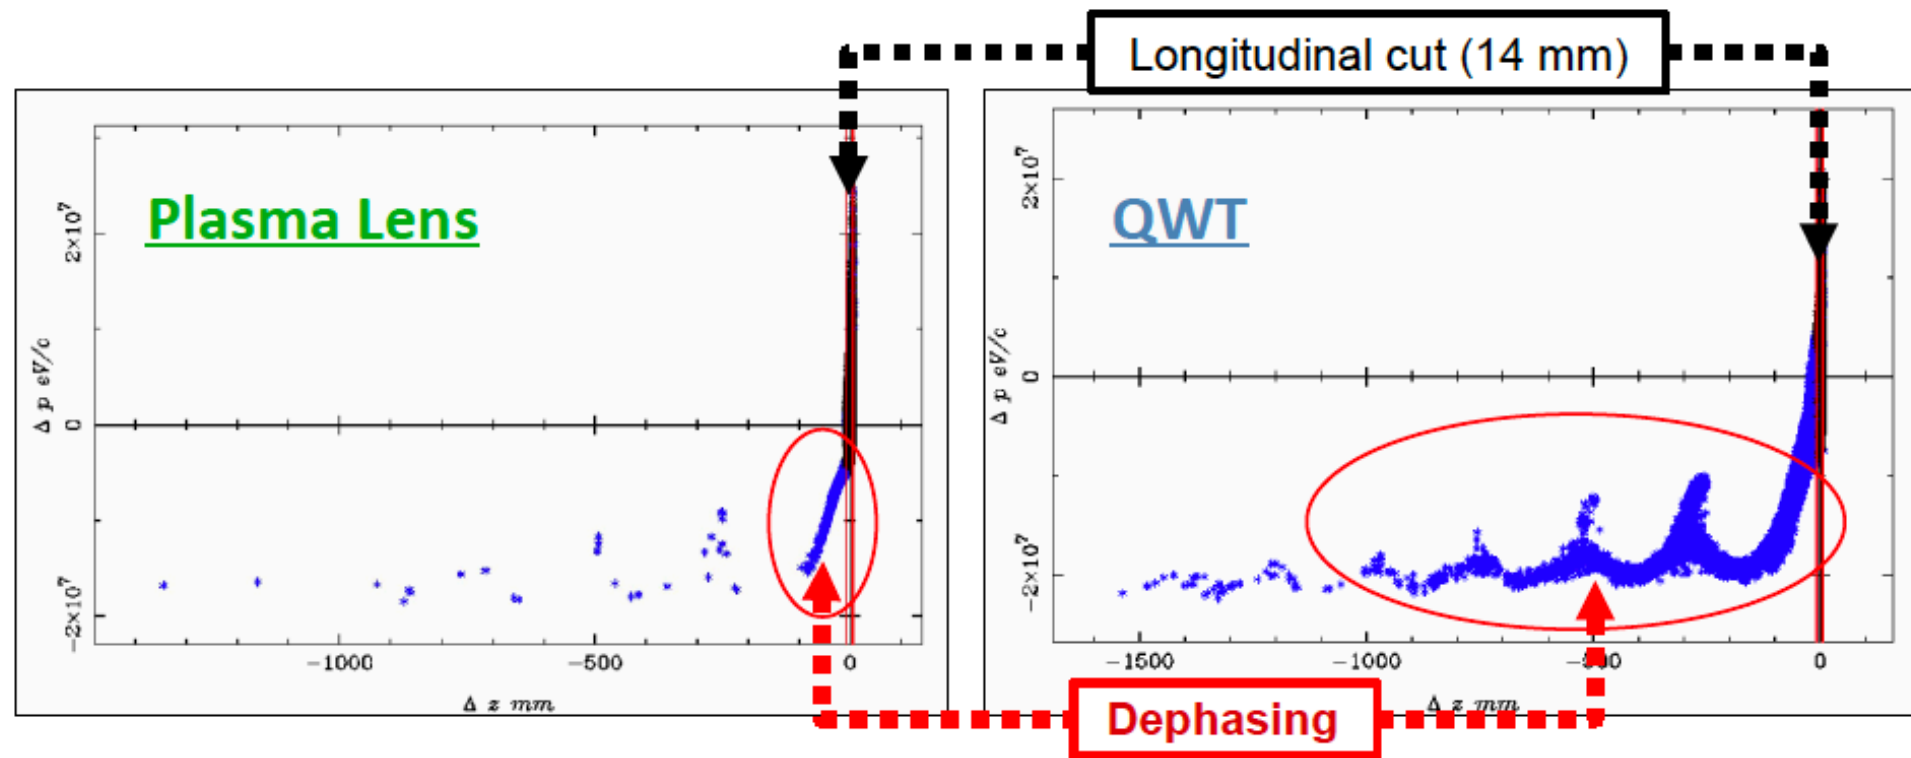 Longitudinal cut (14 mm)
Plasma Lens
2×10⁷
0
−2×10⁷
Δ p eV/c
−1000
−500
0
Δ z mm
QWT
2×10⁷
0
−2×10⁷
Δ p eV/c
−1500
−1000
−500
0
Δ z mm
Dephasing